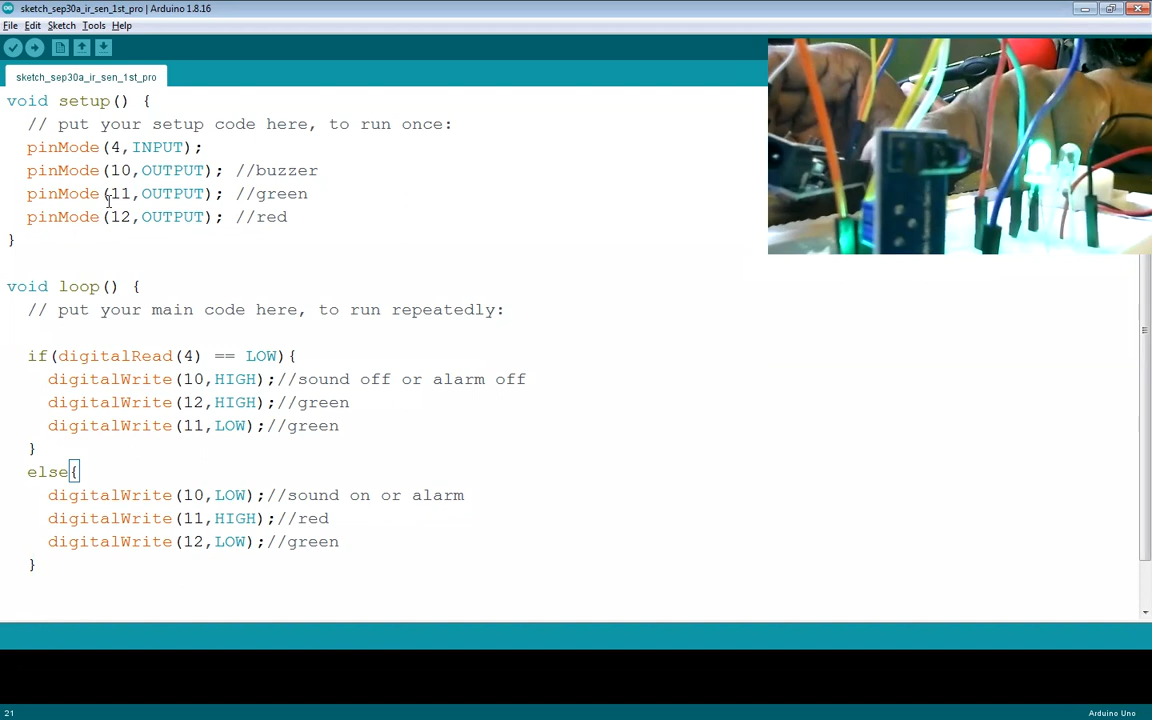 sketch_sep30a_ir_sen_1st_pro | Arduino 1.8.16
File Edit Sketch Tools Help
sketch_sep30a_ir_sen_1st_pro
void setup() {
  // put your setup code here, to run once:
  pinMode(4,INPUT);
  pinMode(10,OUTPUT); //buzzer
  pinMode(11,OUTPUT); //green
  pinMode(12,OUTPUT); //red
}
void loop() {
  // put your main code here, to run repeatedly:
  if(digitalRead(4) == LOW){
    digitalWrite(10,HIGH);//sound off or alarm off
    digitalWrite(12,HIGH);//green
    digitalWrite(11,LOW);//green
  }
  else{
    digitalWrite(10,LOW);//sound on or alarm
    digitalWrite(11,HIGH);//red
    digitalWrite(12,LOW);//green
  }
21
Arduino Uno